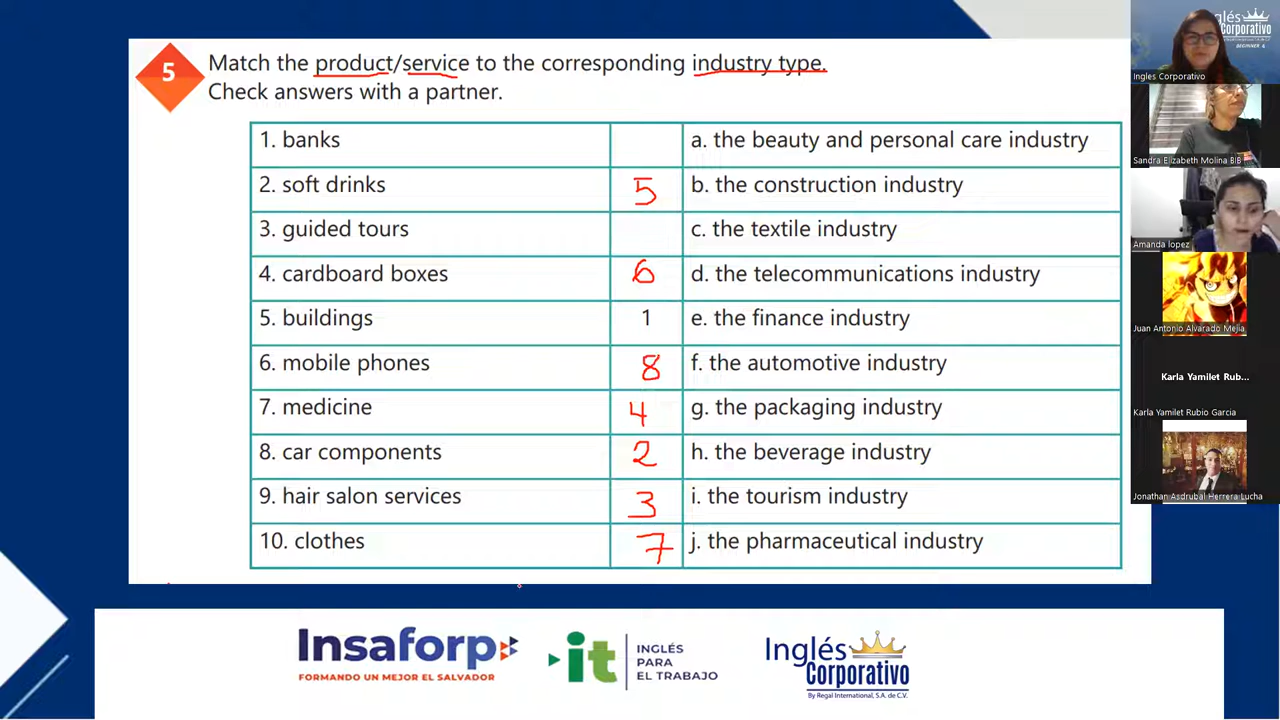 5
Match the product/service to the corresponding industry type.
Check answers with a partner.
1. banks a. the beauty and personal care industry
2. soft drinks 5 b. the construction industry
3. guided tours c. the textile industry
4. cardboard boxes 6 d. the telecommunications industry
5. buildings 1 e. the finance industry
6. mobile phones 8 f. the automotive industry
7. medicine 4 g. the packaging industry
8. car components 2 h. the beverage industry
9. hair salon services 3 i. the tourism industry
10. clothes 7 j. the pharmaceutical industry
Insaforp
FORMANDO UN MEJOR EL SALVADOR
it
INGLÉS
PARA
EL TRABAJO
Inglés
Corporativo
By Regal International, S.A. de C.V.
glés
Corporativo
BEGINNER
Ingles Corporativo
Sandra Elizabeth Molina BIB
Amanda lopez
Juan Antonio Alvarado Mejia
Karla Yamilet Rub...
Karla Yamilet Rubio Garcia
Jonathan Asdrubal Herrera Lucha